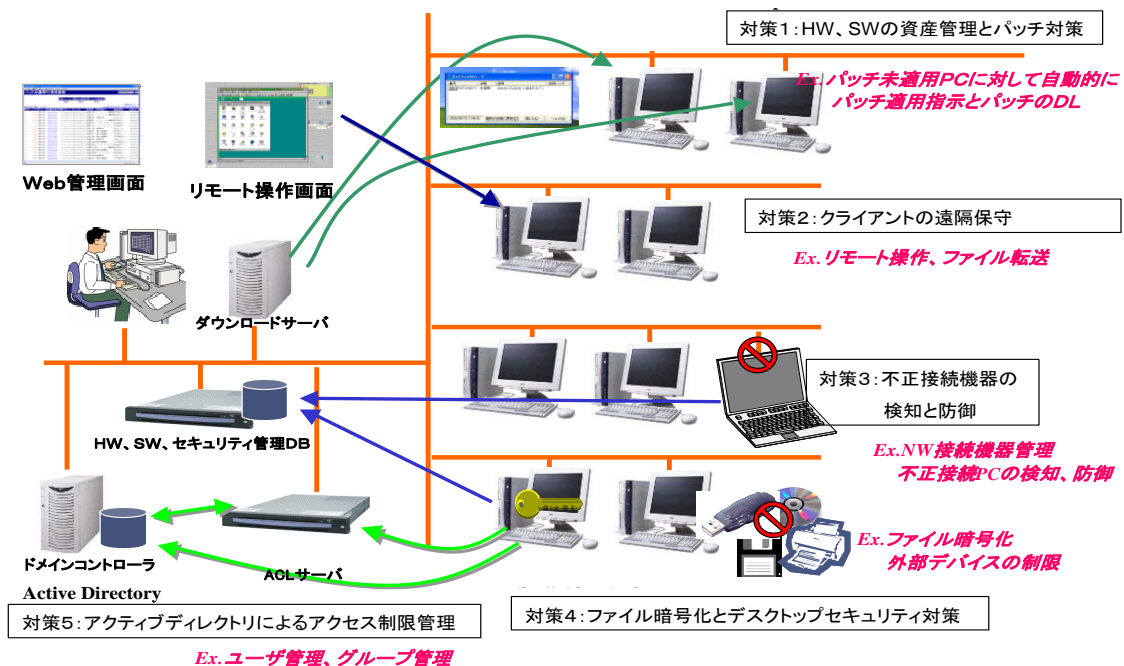 対策1:HW、SWの資産管理とパッチ対策
Ex.パッチ未適用PCに対して自動的に
パッチ適用指示とパッチのDL
Web管理画面
リモート操作画面
対策2:クライアントの遠隔保守
Ex.リモート操作、ファイル転送
ダウンロードサーバ
対策3:不正接続機器の
検知と防御
HW、SW、セキュリティ管理DB
Ex.NW接続機器管理
不正接続PCの検知、防御
Ex.ファイル暗号化
外部デバイスの制限
ドメインコントローラ
ACLサーバ
Active Directory
対策5:アクティブディレクトリによるアクセス制限管理
対策4:ファイル暗号化とデスクトップセキュリティ対策
Ex.ユーザ管理、グループ管理